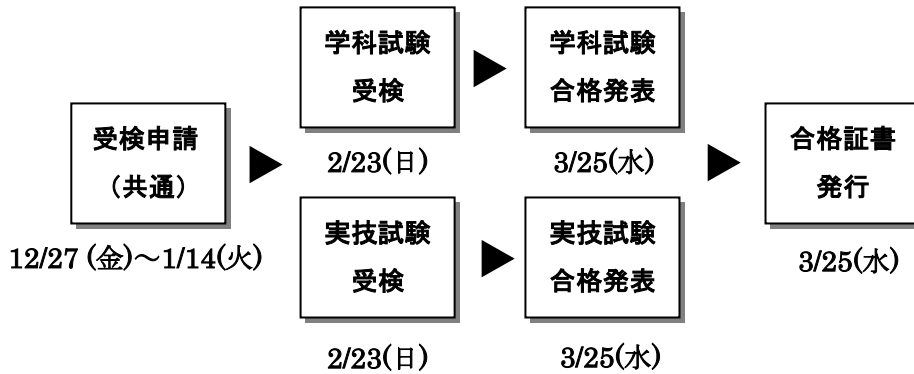 受検申請
（共通）
12/27 (金)～1/14(火)
学科試験
受検
2/23(日)
学科試験
合格発表
3/25(水)
実技試験
受検
2/23(日)
実技試験
合格発表
3/25(水)
合格証書
発行
3/25(水)